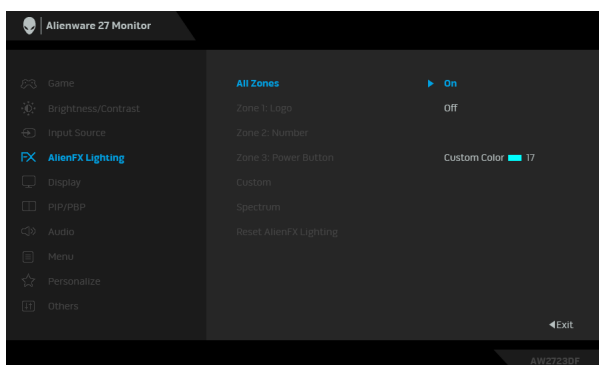 Alienware 27 Monitor
Game
All Zones
On
Brightness/Contrast
Zone 1: Logo
Off
Input Source
Zone 2: Number
FX AlienFX Lighting
Zone 3: Power Button
Custom Color 17
Display
Custom
PIP/PBP
Spectrum
Audio
Reset AlienFX Lighting
Menu
Personalize
Others
Exit
AW2723DF